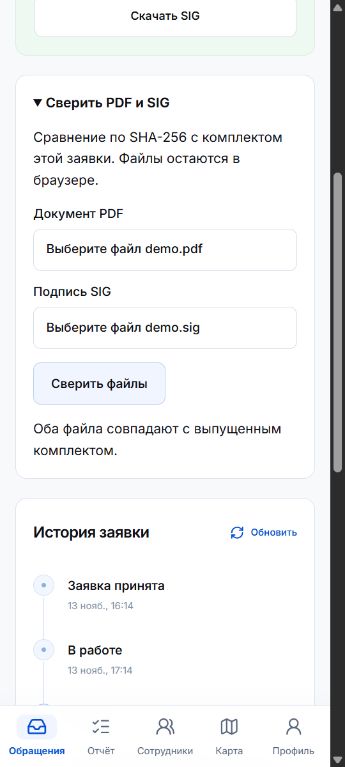 Скачать SIG
▼ Сверить PDF и SIG
Сравнение по SHA-256 с комплектом
этой заявки. Файлы остаются в
браузере.
Документ PDF
Выберите файл demo.pdf
Подпись SIG
Выберите файл demo.sig
Сверить файлы
Оба файла совпадают с выпущенным
комплектом.
История заявки
Обновить
Заявка принята
13 нояб., 16:14
В работе
13 нояб., 17:14
Обращения
Отчёт
Сотрудники
Карта
Профиль